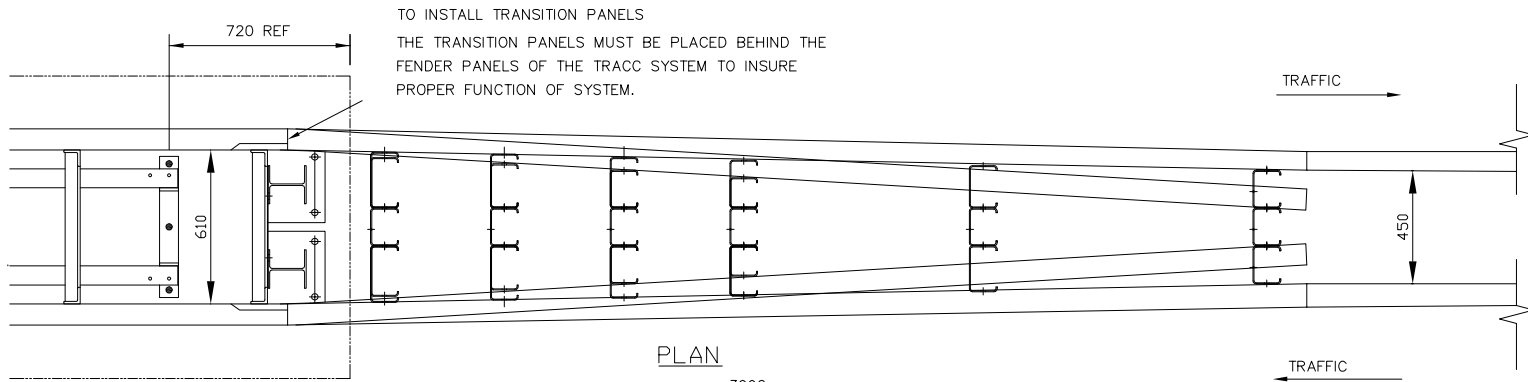 TO INSTALL TRANSITION PANELS
720 REF
THE TRANSITION PANELS MUST BE PLACED BEHIND THE
FENDER PANELS OF THE TRACC SYSTEM TO INSURE
PROPER FUNCTION OF SYSTEM.
TRAFFIC
610
450
PLAN
TRAFFIC